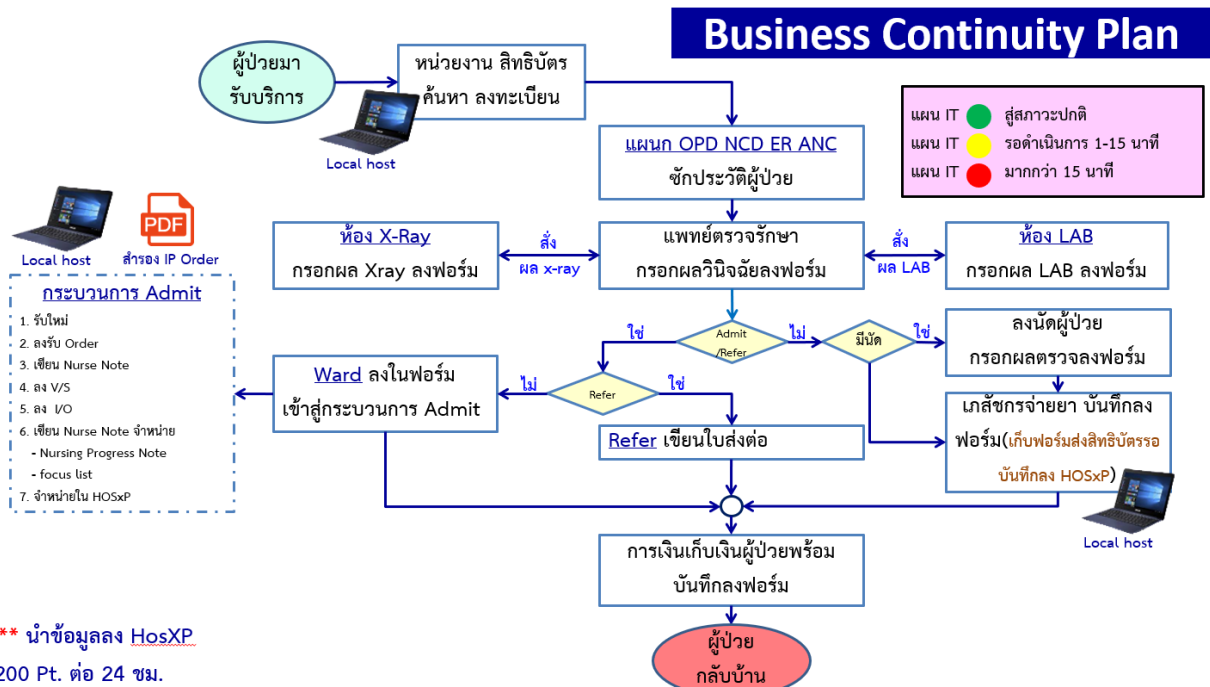 Business Continuity Plan
ผู้ป่วยมา
รับบริการ
หน่วยงาน สิทธิบัตร
ค้นหา ลงทะเบียน
Local host
แผน IT สู่สภาวะปกติ
แผน IT รอดำเนินการ 1-15 นาที
แผน IT มากกว่า 15 นาที
แผนก OPD NCD ER ANC
ซักประวัติผู้ป่วย
ห้อง X-Ray
กรอกผล Xray ลงฟอร์ม
สั่ง
ผล x-ray
แพทย์ตรวจรักษา
กรอกผลวินิจฉัยลงฟอร์ม
สั่ง
ผล LAB
ห้อง LAB
กรอกผล LAB ลงฟอร์ม
PDF
Local host
สำรอง IP Order
กระบวนการ Admit
1. รับใหม่
2. ลงรับ Order
3. เขียน Nurse Note
4. ลง V/S
5. ลง I/O
6. เขียน Nurse Note จำหน่าย
- Nursing Progress Note
- focus list
7. จำหน่ายใน HOSxP
ใช่
Admit
/Refer
ไม่
มีนัด
ใช่
ลงนัดผู้ป่วย
กรอกผลตรวจลงฟอร์ม
Ward ลงในฟอร์ม
เข้าสู่กระบวนการ Admit
ไม่
Refer
ใช่
Refer เขียนใบส่งต่อ
เภสัชกรจ่ายยา บันทึกลง
ฟอร์ม(เก็บฟอร์มส่งสิทธิบัตรรอ
บันทึกลง HOSxP)
Local host
การเงินเก็บเงินผู้ป่วยพร้อม
บันทึกลงฟอร์ม
ผู้ป่วย
กลับบ้าน
** นำข้อมูลลง HosXP
200 Pt. ต่อ 24 ชม.